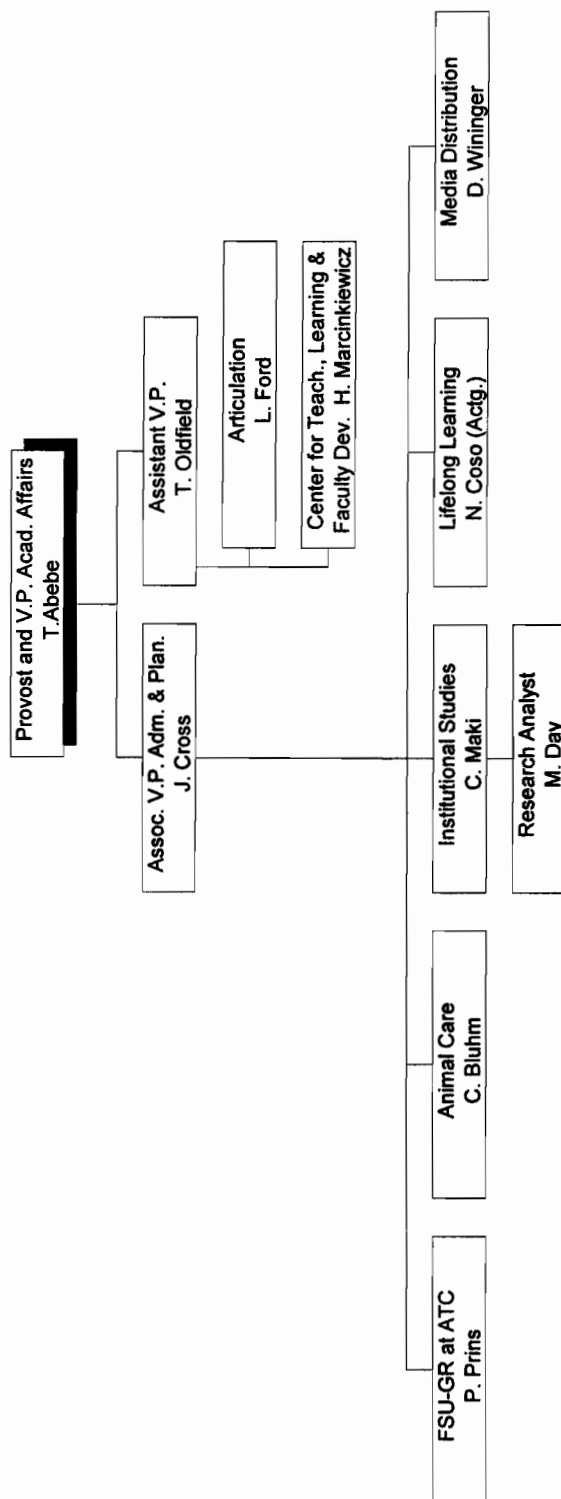 Provost and V.P. Acad. Affairs
T.Abebe
Assoc. V.P. Adm. & Plan.
J. Cross
Assistant V.P.
T. Oldfield
Articulation
L. Ford
Center for Teach., Learning &
Faculty Dev. H. Marcinkiewicz
FSU-GR at ATC
P. Prins
Animal Care
C. Bluhm
Institutional Studies
C. Maki
Lifelong Learning
N. Coso (Actg.)
Media Distribution
D. Wininger
Research Analyst
M. Day